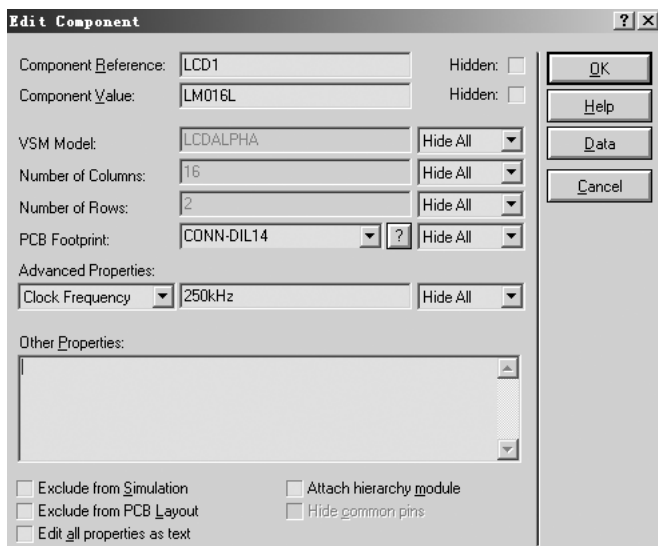 Edit Component
Component Reference: LCD1 Hidden: OK
Component Value: LM016L Hidden: Help
VSM Model: LCDALPHA Hide All Data
Number of Columns: 16 Hide All Cancel
Number of Rows: 2 Hide All
PCB Footprint: CONN-DIL14 ? Hide All
Advanced Properties:
Clock Frequency 250kHz Hide All
Other Properties:
Exclude from Simulation Attach hierarchy module
Exclude from PCB Layout Hide common pins
Edit all properties as text